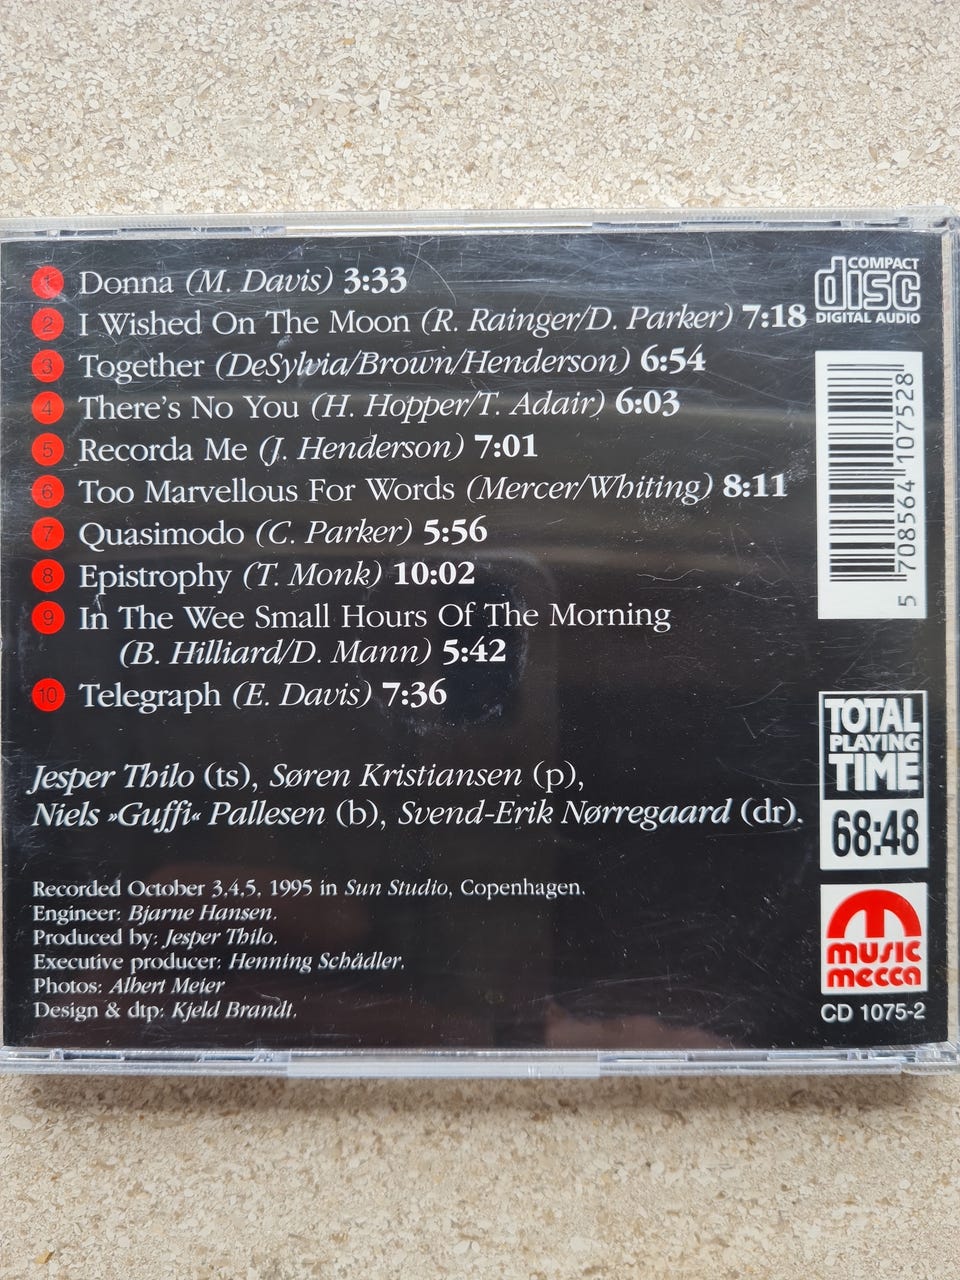 1 Donna (M. Davis) 3:33
2 I Wished On The Moon (R. Rainger/D. Parker) 7:18
3 Together (DeSylvia/Brown/Henderson) 6:54
4 There's No You (H. Hopper/T. Adair) 6:03
5 Recorda Me (J. Henderson) 7:01
6 Too Marvellous For Words (Mercer/Whiting) 8:11
7 Quasimodo (C. Parker) 5:56
8 Epistrophy (T. Monk) 10:02
9 In The Wee Small Hours Of The Morning
(B. Hilliard/D. Mann) 5:42
10 Telegraph (E. Davis) 7:36
Jesper Thilo (ts), Søren Kristiansen (p),
Niels »Guffi« Pallesen (b), Svend-Erik Nørregaard (dr).
Recorded October 3,4,5, 1995 in Sun Studio, Copenhagen.
Engineer: Bjarne Hansen.
Produced by: Jesper Thilo.
Executive producer: Henning Schädler.
Photos: Albert Meier
Design & dtp: Kjeld Brandt.
COMPACT
disc
DIGITAL AUDIO
5 708564 107528
TOTAL
PLAYING
TIME
68:48
music
mecca
CD 1075-2